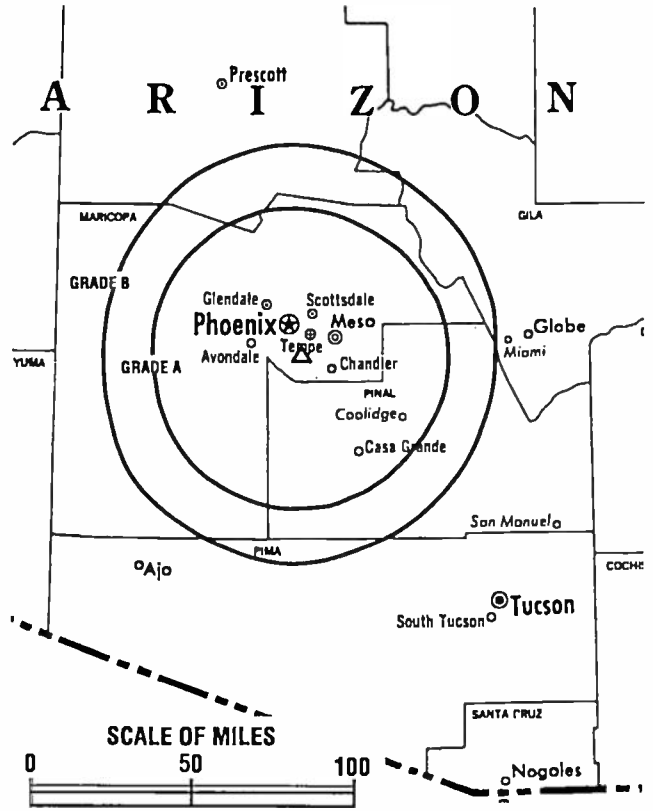 Prescott
A R I Z O N
MARICOPA
GILA
GRADE B
Glendale
Scottsdale
Phoenix
Mesa
Globe
Tempe
Miami
Avondale
YUMA
GRADE A
Chandler
PINAL
Coolidge
Casa Grande
San Manuel
PIMA
Ajo
COCHIS
Tucson
South Tucson
SANTA CRUZ
SCALE OF MILES
0 50 100
Nogales